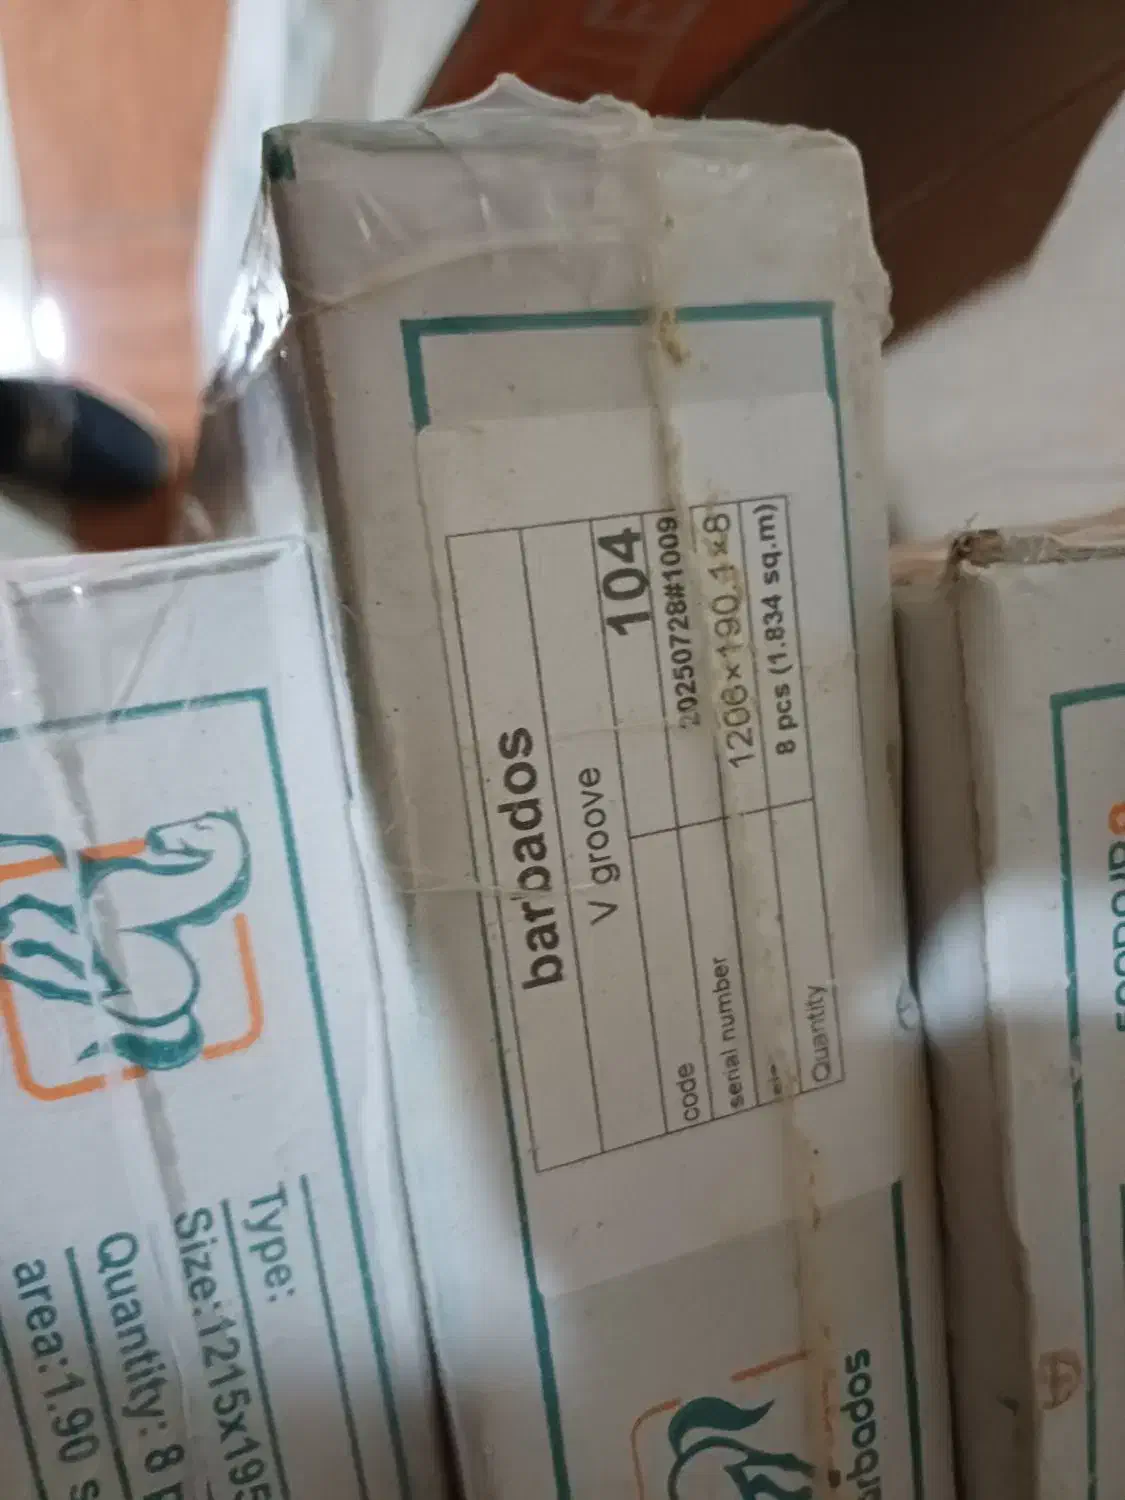 barbados
V groove
code 104
serial number 20250728#1009
1206×190.1×8
Quantity 8 pcs (1.834 sq.m)
Type:
Size:1215x195
Quantity: 8
area:1.90